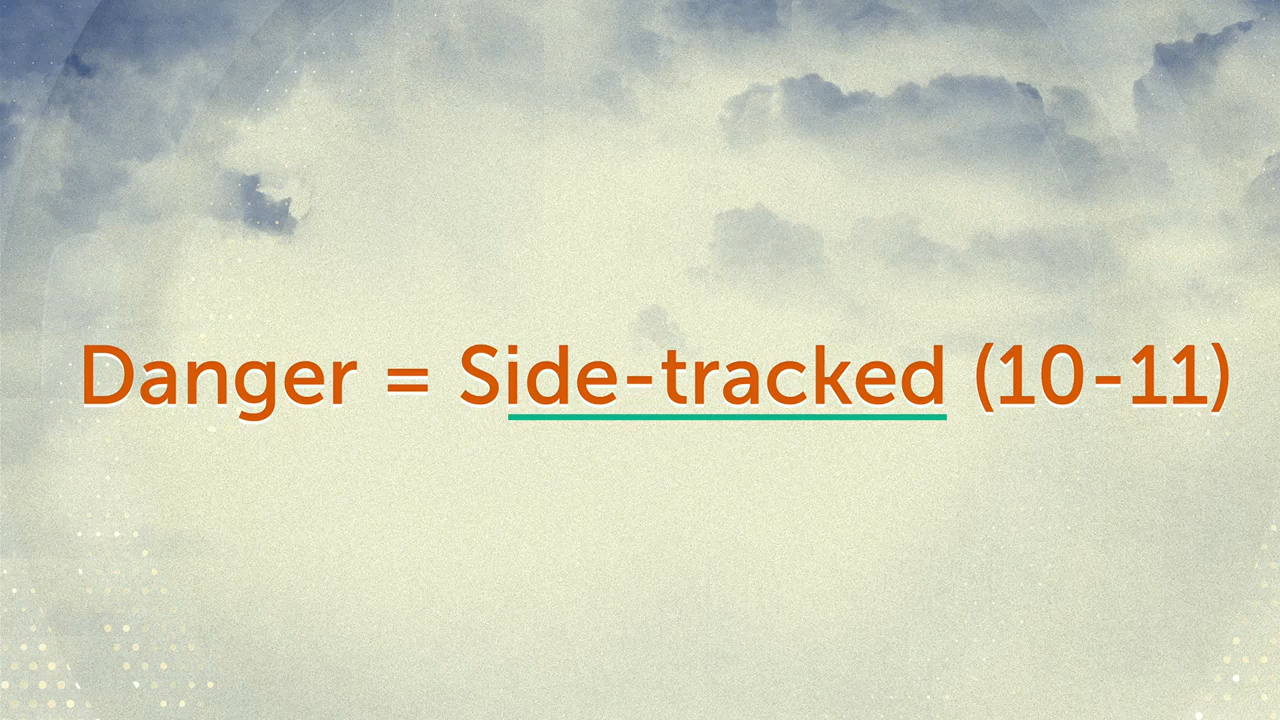 Danger = Side-tracked (10-11)